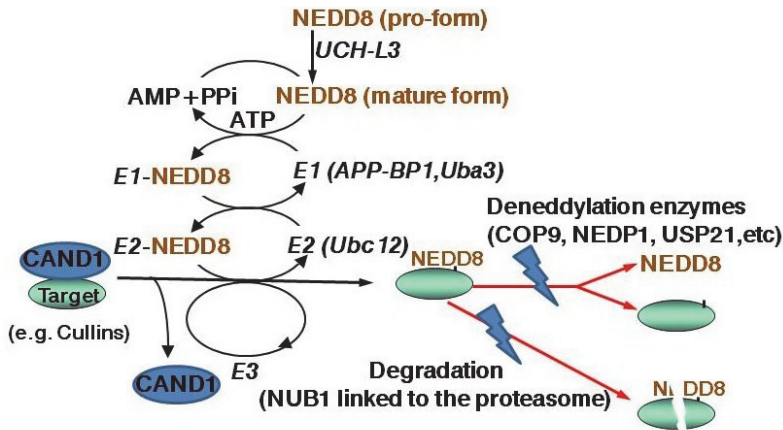 NEDD8 (pro-form)
UCH-L3
AMP+PPi
NEDD8 (mature form)
ATP
E1-NEDD8
E1 (APP-BP1,Uba3)
E2-NEDD8
E2 (Ubc12)
Deneddylation enzymes
(COP9, NEDP1, USP21,etc)
CAND1
Target
(e.g. Cullins)
NEDD8
NEDD8
CAND1
E3
Degradation
(NUB1 linked to the proteasome)
NEDD8